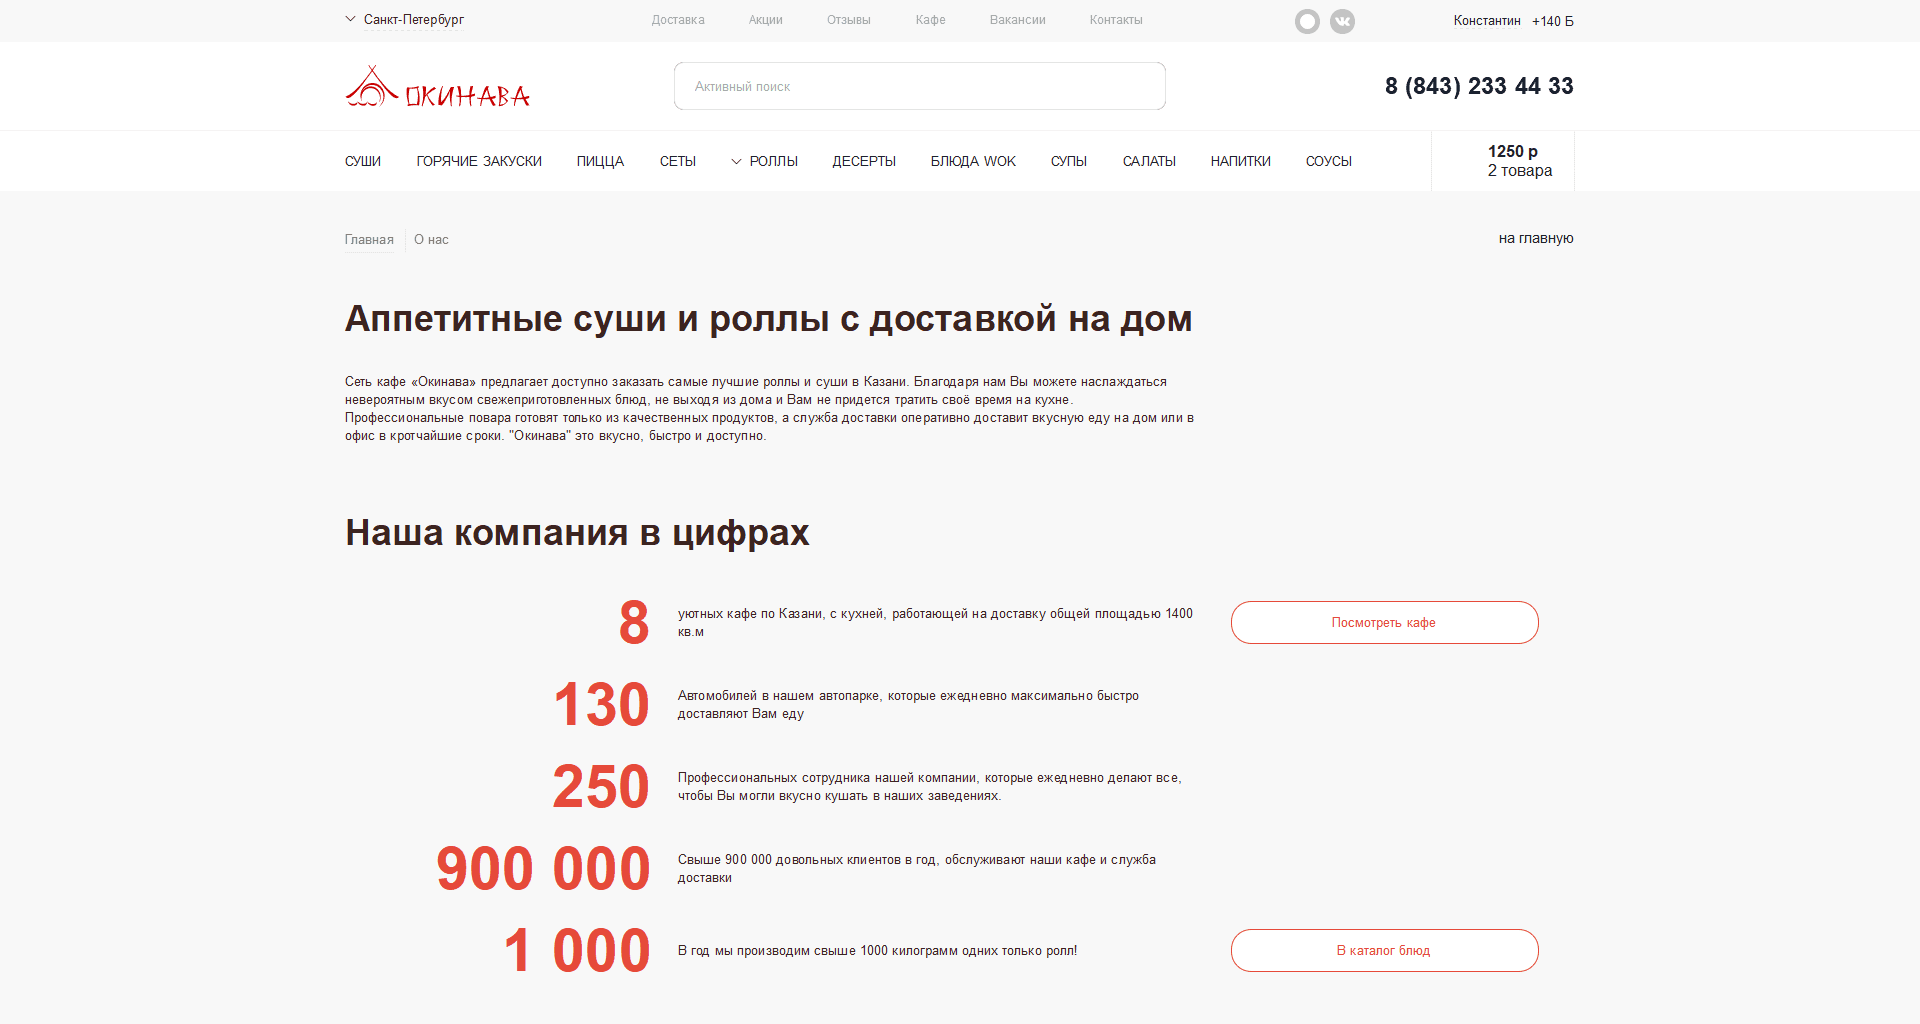 Санкт-Петербург
Доставка Акции Отзывы Кафе Вакансии Контакты
Константин +140 Б
ОКИНАВА
Активный поиск
8 (843) 233 44 33
СУШИ ГОРЯЧИЕ ЗАКУСКИ ПИЦЦА СЕТЫ РОЛЛЫ ДЕСЕРТЫ БЛЮДА WOK СУПЫ САЛАТЫ НАПИТКИ СОУСЫ
1250 р
2 товара
Главная О нас
на главную
Аппетитные суши и роллы с доставкой на дом
Сеть кафе «Окинава» предлагает доступно заказать самые лучшие роллы и суши в Казани. Благодаря нам Вы можете наслаждаться
невероятным вкусом свежеприготовленных блюд, не выходя из дома и Вам не придется тратить своё время на кухне.
Профессиональные повара готовят только из качественных продуктов, а служба доставки оперативно доставит вкусную еду на дом или в
офис в кротчайшие сроки. "Окинава" это вкусно, быстро и доступно.
Наша компания в цифрах
8
уютных кафе по Казани, с кухней, работающей на доставку общей площадью 1400
кв.м
Посмотреть кафе
130
Автомобилей в нашем автопарке, которые ежедневно максимально быстро
доставляют Вам еду
250
Профессиональных сотрудника нашей компании, которые ежедневно делают все,
чтобы Вы могли вкусно кушать в наших заведениях.
900 000
Свыше 900 000 довольных клиентов в год, обслуживают наши кафе и служба
доставки
1 000
В год мы производим свыше 1000 килограмм одних только ролл!
В каталог блюд